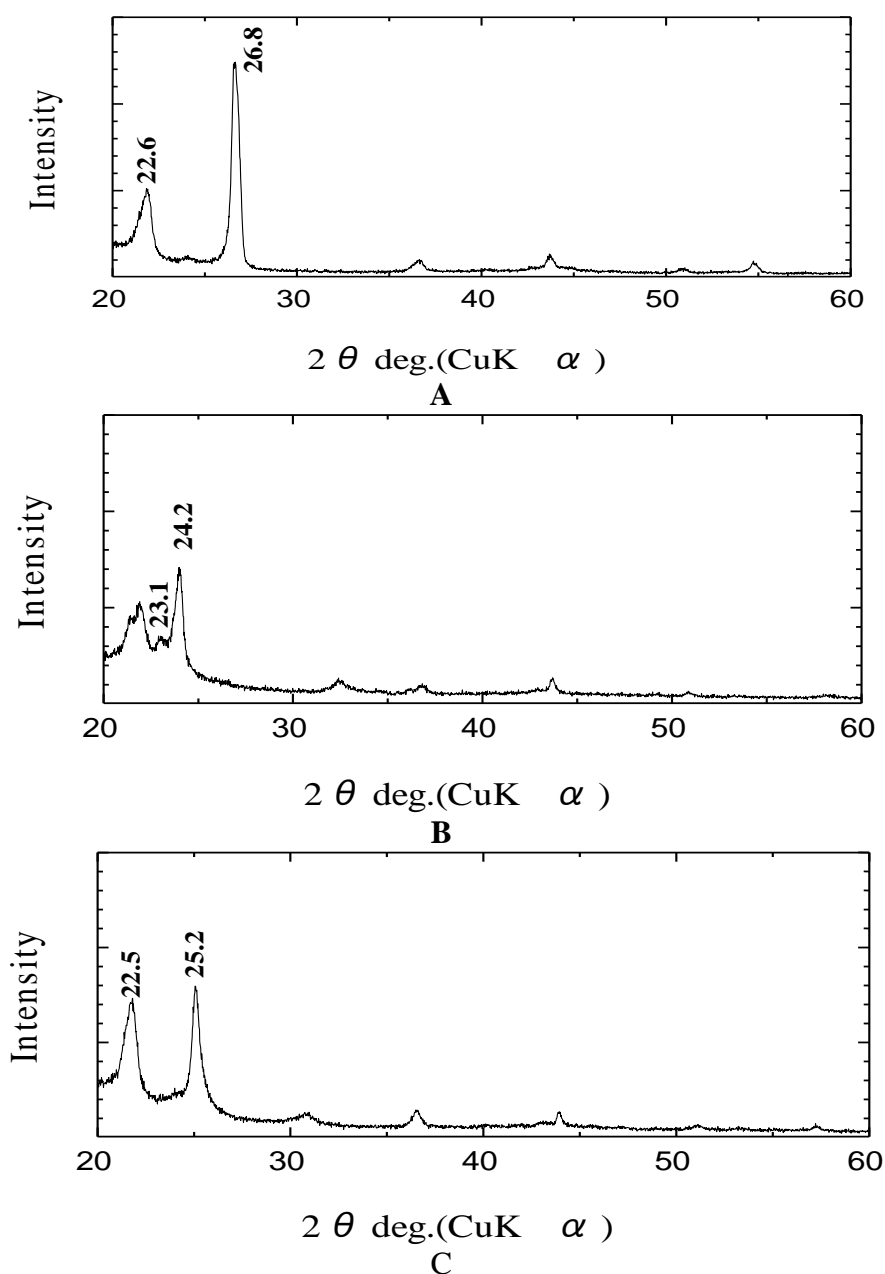 Intensity
22.6
26.8
20 30 40 50 60
2 θ deg.(CuK α )
A
Intensity
23.1
24.2
20 30 40 50 60
2 θ deg.(CuK α )
B
Intensity
22.5
25.2
20 30 40 50 60
2 θ deg.(CuK α )
C